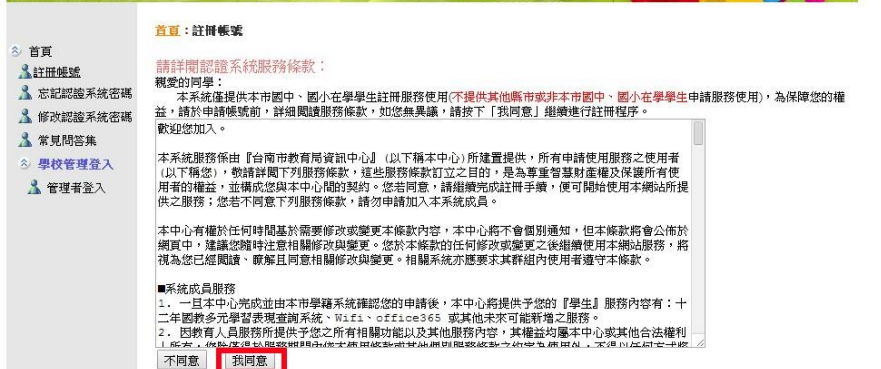 首頁：註冊帳號
首頁
註冊帳號
忘記認證系統密碼
修改認證系統密碼
常見問答集
學校管理登入
管理者登入
請詳閱認證系統服務條款：
親愛的同學：
本系統僅提供本市國中、國小在學學生註冊服務使用(不提供其他縣市或非本市國中、國小在學學生申請服務使用)，為保障您的權
益，請於申請帳號前，詳細閱讀服務條款，如您無異議，請按下「我同意」繼續進行註冊程序。
歡迎您加入。
本系統服務係由『台南市教育局資訊中心』(以下稱本中心)所建置提供，所有申請使用服務之使用者
(以下稱您)，敬請詳閱下列服務條款，這些服務條款訂立之目的，是為尊重智慧財產權及保護所有使
用者的權益，並構成您與本中心間的契約。您若同意，請繼續完成註冊手續，便可開始使用本網站所提
供之服務；您若不同意下列服務條款，請勿申請加入本系統成員。
本中心有權於任何時間基於需要修改或變更本條款內容，本中心將不會個別通知，但本條款將會公佈於
網頁中，建議您隨時注意相關修改與變更。您於本條款的任何修改或變更之後繼續使用本網站服務，將
視為您已經閱讀、瞭解且同意相關修改與變更。相關系統亦應要求其群組內使用者遵守本條款。
■系統成員服務
1. 一旦本中心完成並由本市學籍系統確認您的申請後，本中心將提供予您的『學生』服務內容有：十
二年國教多元學習表現查詢系統、Wifi、office365 或其他未來可能新增之服務。
2. 因教育人員服務所提供予您之所有相關功能以及其他服務內容，其權益均屬本中心或其他合法權利
不同意
我同意